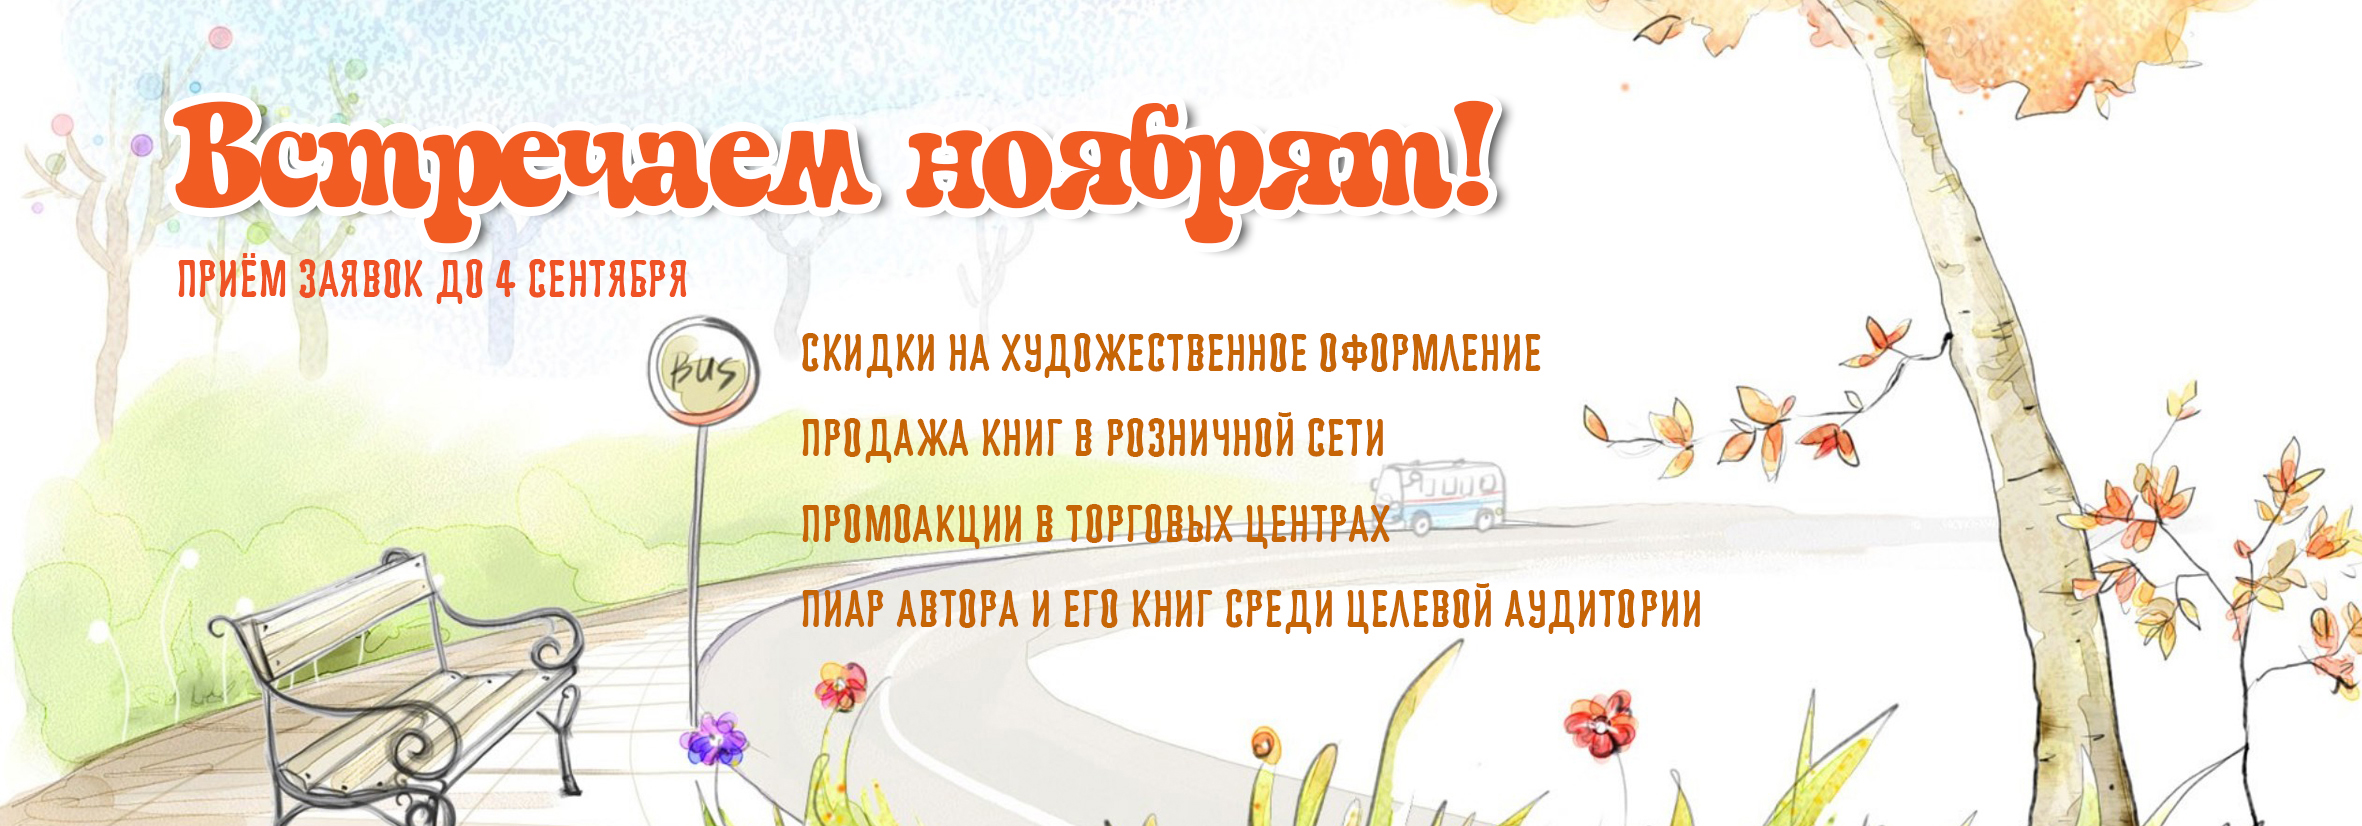 Встречаем ноябрят!
ПРИЁМ ЗАЯВОК ДО 4 СЕНТЯБРЯ
BUS
СКИДКИ НА ХУДОЖЕСТВЕННОЕ ОФОРМЛЕНИЕ
ПРОДАЖА КНИГ В РОЗНИЧНОЙ СЕТИ
ПРОМОАКЦИИ В ТОРГОВЫХ ЦЕНТРАХ
ПИАР АВТОРА И ЕГО КНИГ СРЕДИ ЦЕЛЕВОЙ АУДИТОРИИ